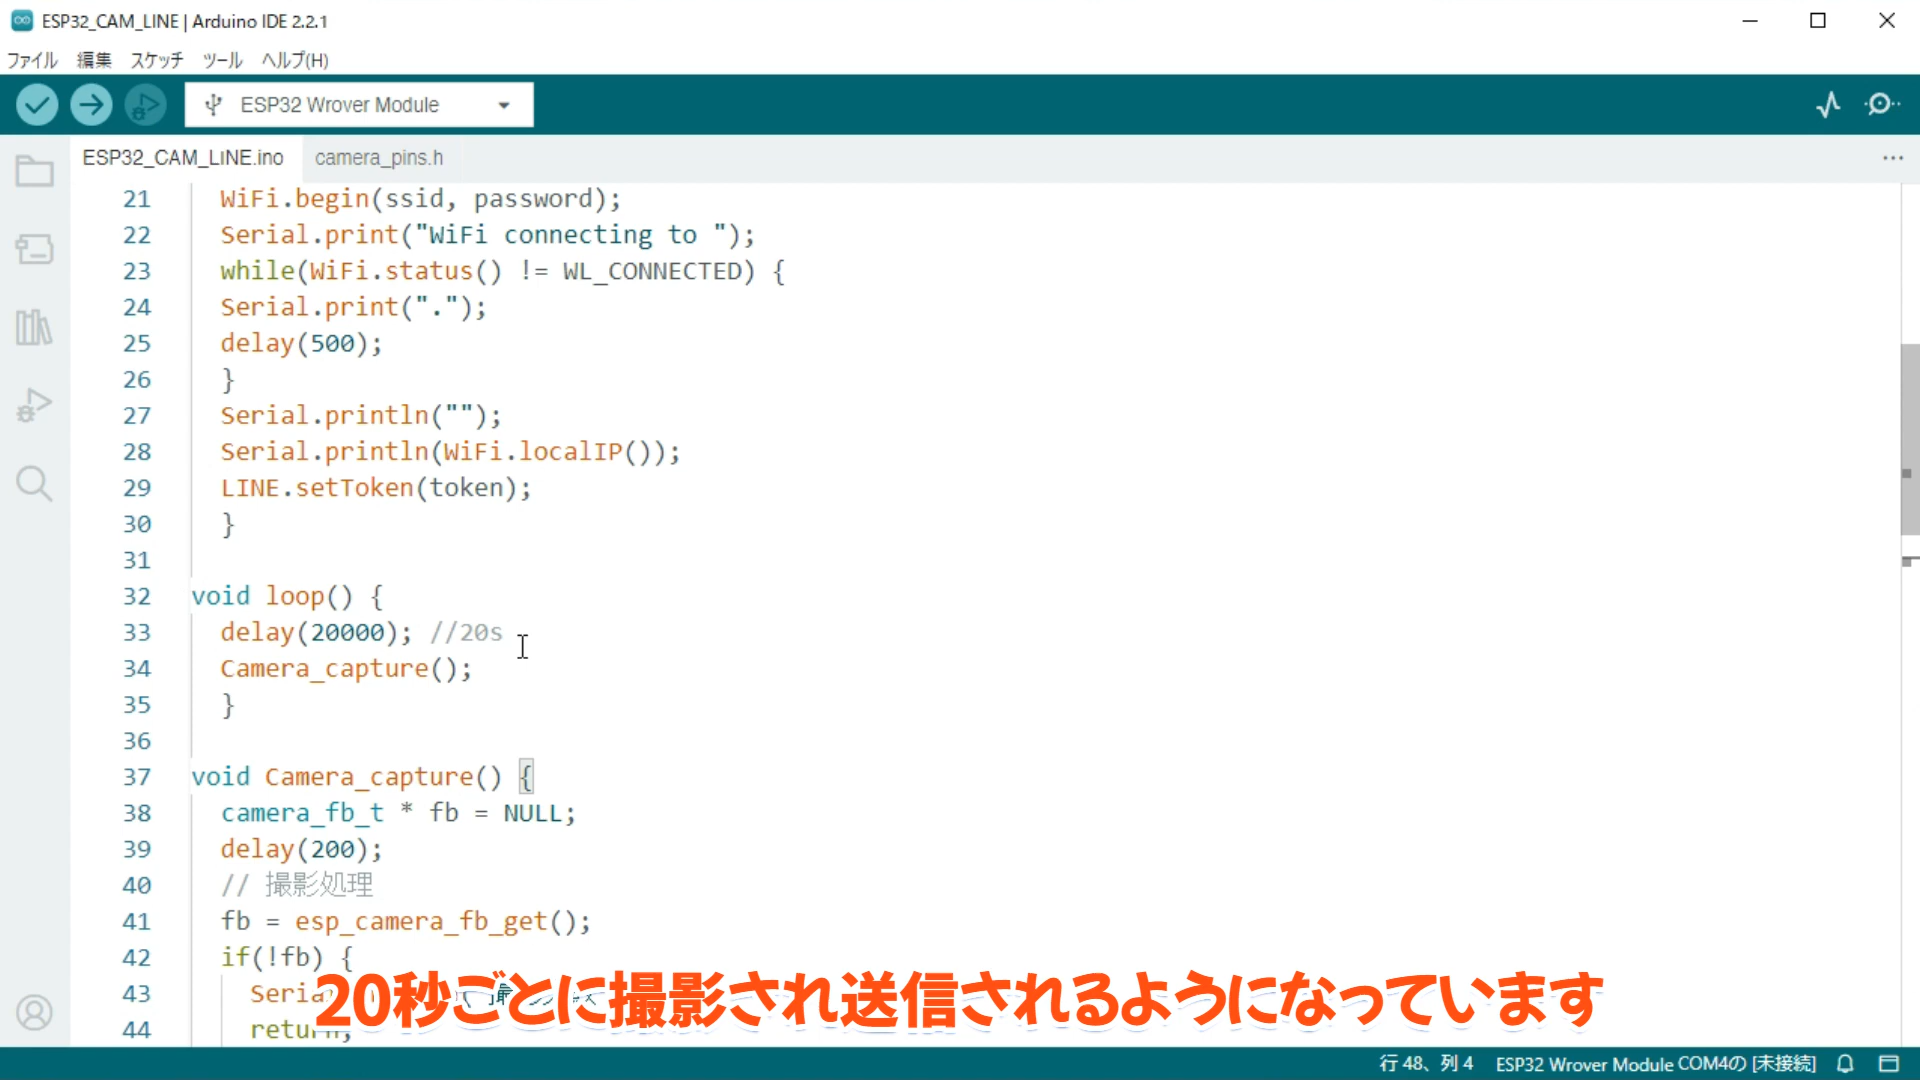 ESP32_CAM_LINE | Arduino IDE 2.2.1
ファイル 編集 スケッチ ツール ヘルプ(H)
ESP32 Wrover Module
ESP32_CAM_LINE.ino camera_pins.h
21 WiFi.begin(ssid, password);
22 Serial.print("WiFi connecting to ");
23 while(WiFi.status() != WL_CONNECTED) {
24 Serial.print(".");
25 delay(500);
26 }
27 Serial.println("");
28 Serial.println(WiFi.localIP());
29 LINE.setToken(token);
30 }
31
32 void loop() {
33 delay(20000); //20s
34 Camera_capture();
35 }
36
37 void Camera_capture() {
38 camera_fb_t * fb = NULL;
39 delay(200);
40 // 撮影処理
41 fb = esp_camera_fb_get();
42 if(!fb) {
43
44 return;
20秒ごとに撮影され送信されるようになっています
行 48、列 4 ESP32 Wrover Module COM4の [未接続]